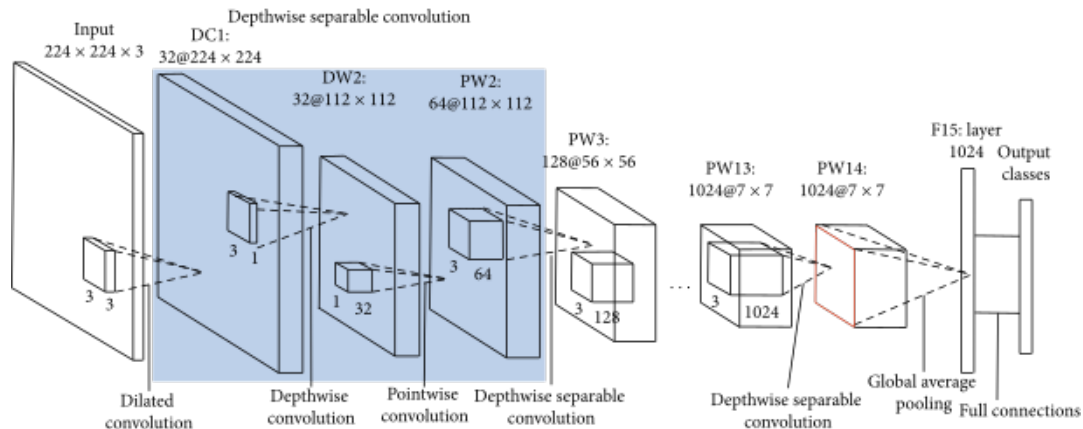 Depthwise separable convolution
Input
224 × 224 × 3
DC1:
32@224 × 224
DW2:
32@112 × 112
PW2:
64@112 × 112
PW3:
128@56 × 56
PW13:
1024@7 × 7
PW14:
1024@7 × 7
F15: layer
1024
Output
classes
3
3
3
1
1
32
3
64
3
128
...
3
1024
Dilated
convolution
Depthwise
convolution
Pointwise
convolution
Depthwise separable
convolution
Depthwise separable
convolution
Global average
pooling
Full connections